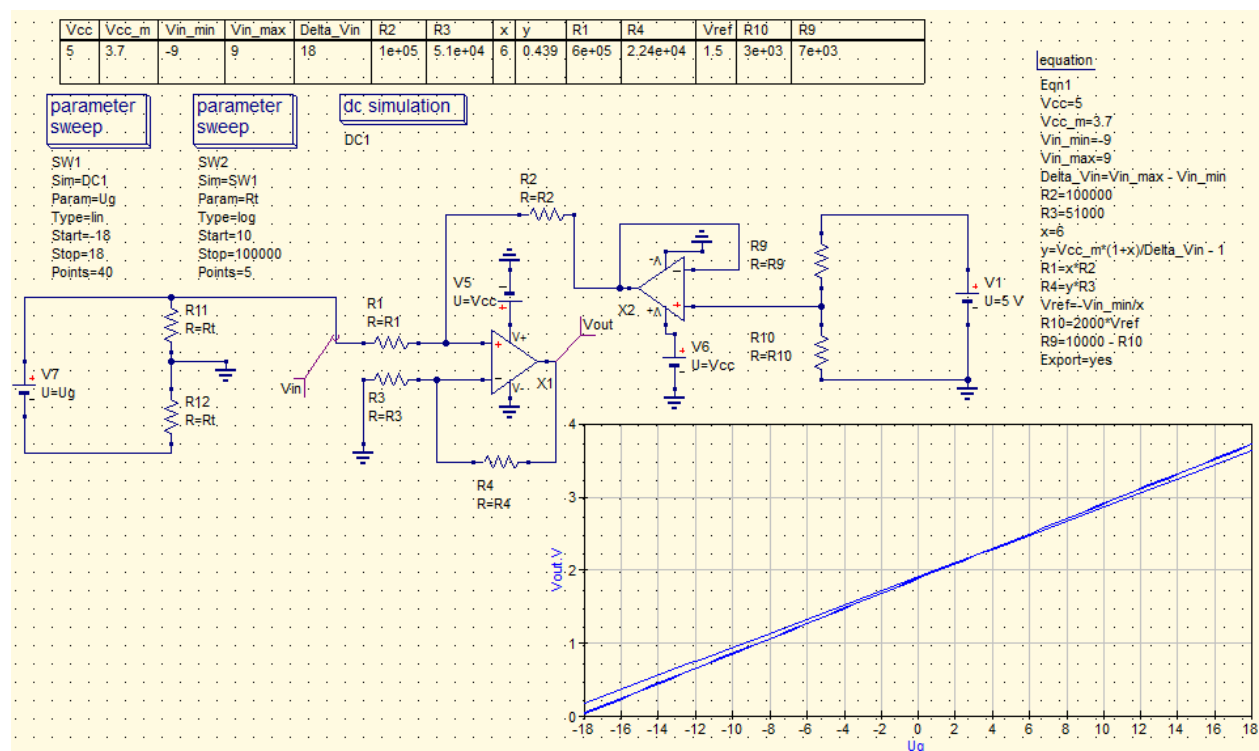 Vcc Vcc_m Vin_min Vin_max Delta_Vin R2 R3 x y R1 R4 Vref R10 R9
5 3.7 -9 9 18 1e+05 5.1e+04 6 0.439 6e+05 2.24e+04 1.5 3e+03 7e+03
equation
Eqn1
Vcc=5
Vcc_m=3.7
Vin_min=-9
Vin_max=9
Delta_Vin=Vin_max - Vin_min
R2=100000
R3=51000
x=6
y=Vcc_m*(1+x)/Delta_Vin - 1
R1=x*R2
R4=y*R3
Vref=-Vin_min/x
R10=2000*Vref
R9=10000 - R10
Export=yes
parameter
sweep
SW1
Sim=DC1
Param=Ug
Type=lin
Start=-18
Stop=18
Points=40
parameter
sweep
SW2
Sim=SW1
Param=Rt
Type=log
Start=10
Stop=100000
Points=5
dc simulation
DC1
R2
R=R2
R9
R=R9
V5
U=Vcc
V1
U=5 V
X2
-V
+V
R11
R=Rt
R1
R=R1
Vout
V6
U=Vcc
R10
R=R10
V+
V-
X1
V7
U=Ug
Vin
R3
R=R3
R12
R=Rt
R4
R=R4
Vout.V
4
3
2
1
0
-18 -16 -14 -12 -10 -8 -6 -4 -2 0 2 4 6 8 10 12 14 16 18
Ug